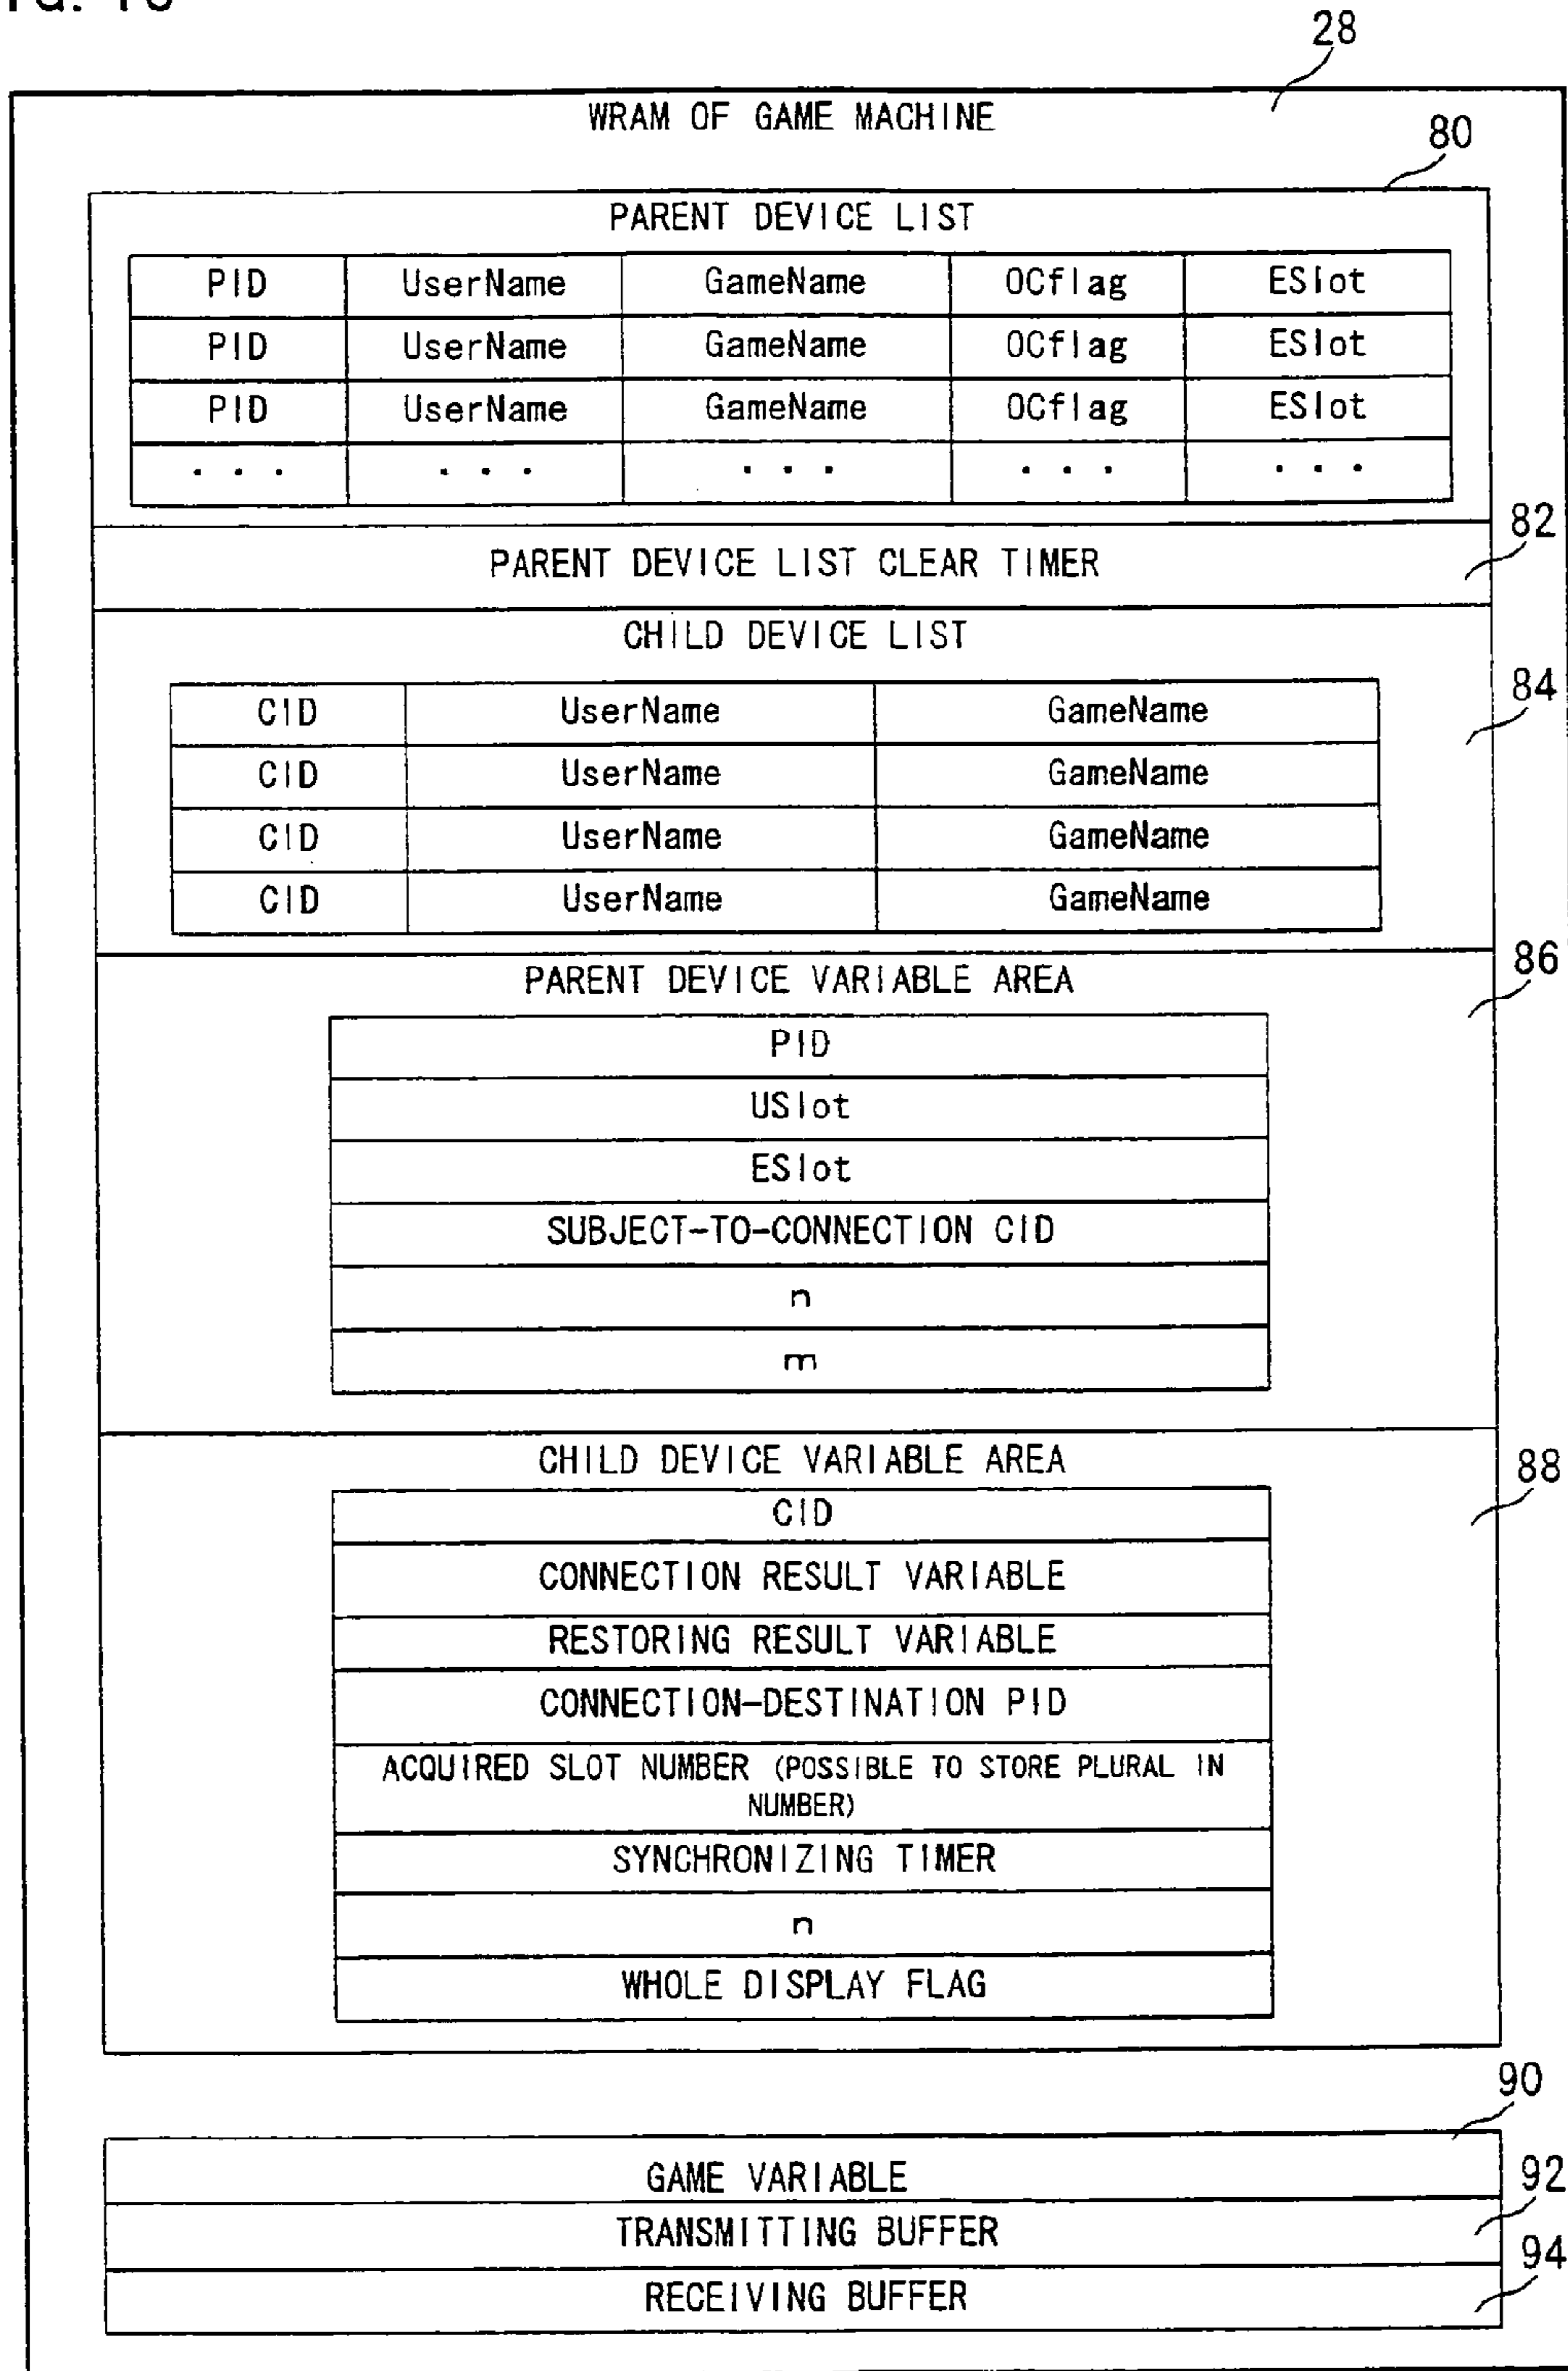 28
WRAM OF GAME MACHINE
80
PARENT DEVICE LIST
PID UserName GameName OCflag ESlot
PID UserName GameName OCflag ESlot
PID UserName GameName OCflag ESlot
... ... ... ... ...
82
PARENT DEVICE LIST CLEAR TIMER
CHILD DEVICE LIST
84
CID UserName GameName
CID UserName GameName
CID UserName GameName
CID UserName GameName
86
PARENT DEVICE VARIABLE AREA
PID
USlot
ESlot
SUBJECT-TO-CONNECTION CID
n
m
CHILD DEVICE VARIABLE AREA
88
CID
CONNECTION RESULT VARIABLE
RESTORING RESULT VARIABLE
CONNECTION-DESTINATION PID
ACQUIRED SLOT NUMBER (POSSIBLE TO STORE PLURAL IN
NUMBER)
SYNCHRONIZING TIMER
n
WHOLE DISPLAY FLAG
90
GAME VARIABLE
92
TRANSMITTING BUFFER
94
RECEIVING BUFFER